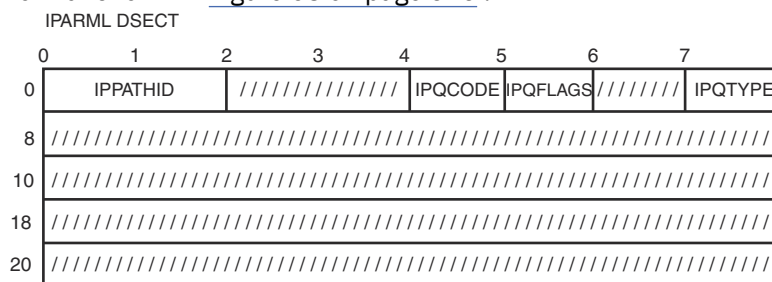 IPARML DSECT
0 1 2 3 4 5 6 7
0 IPPATHID /////////////// IPQCODE IPQFLAGS //////// IPQTYPE
8 ////////////////////////////////////////////////////////////////////
10 ////////////////////////////////////////////////////////////////////
18 ////////////////////////////////////////////////////////////////////
20 ////////////////////////////////////////////////////////////////////